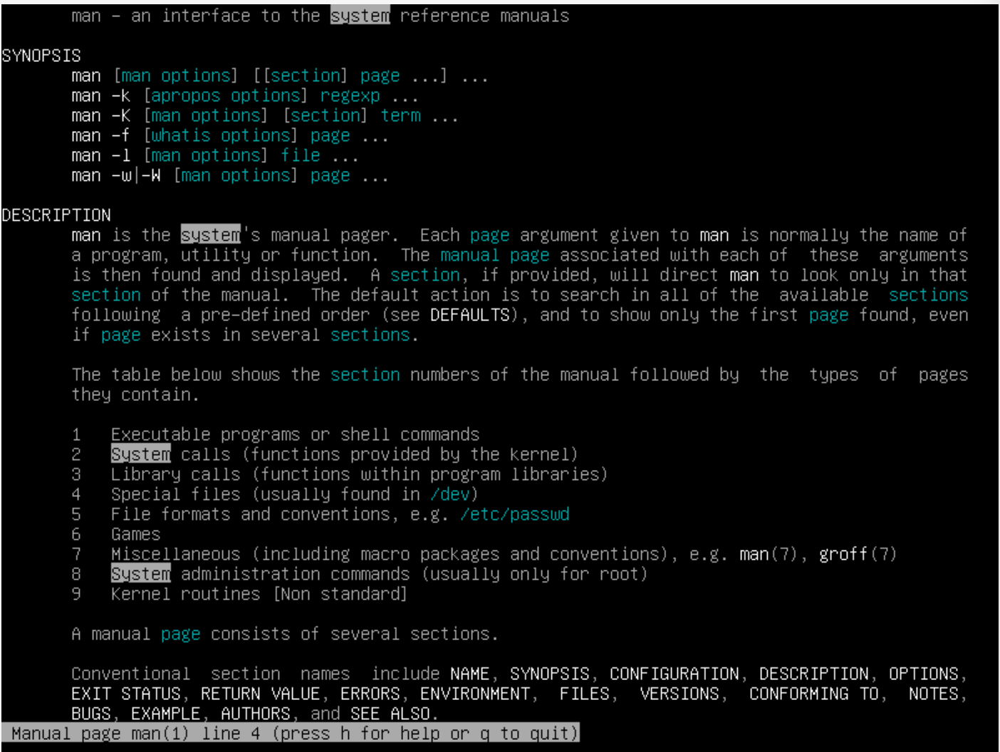 man - an interface to the system reference manuals
SYNOPSIS
man [man options] [[section] page ...] ...
man -k [apropos options] regexp ...
man -K [man options] [section] term ...
man -f [whatis options] page ...
man -l [man options] file ...
man -w|-W [man options] page ...
DESCRIPTION
man is the system's manual pager.  Each page argument given to man is normally the name of
a program, utility or function.  The manual page associated with each of  these  arguments
is then found and displayed.  A section, if provided, will direct man to look only in that
section of the manual.  The default action is to search in all of the  available  sections
following  a pre-defined order (see DEFAULTS), and to show only the first page found, even
if page exists in several sections.
The table below shows the section numbers of the manual followed by  the  types  of  pages
they contain.
1   Executable programs or shell commands
2   System calls (functions provided by the kernel)
3   Library calls (functions within program libraries)
4   Special files (usually found in /dev)
5   File formats and conventions, e.g. /etc/passwd
6   Games
7   Miscellaneous (including macro packages and conventions), e.g. man(7), groff(7)
8   System administration commands (usually only for root)
9   Kernel routines [Non standard]
A manual page consists of several sections.
Conventional  section  names  include NAME, SYNOPSIS, CONFIGURATION, DESCRIPTION, OPTIONS,
EXIT STATUS, RETURN VALUE, ERRORS, ENVIRONMENT,  FILES,  VERSIONS,  CONFORMING TO,  NOTES,
BUGS, EXAMPLE, AUTHORS, and SEE ALSO.
Manual page man(1) line 4 (press h for help or q to quit)